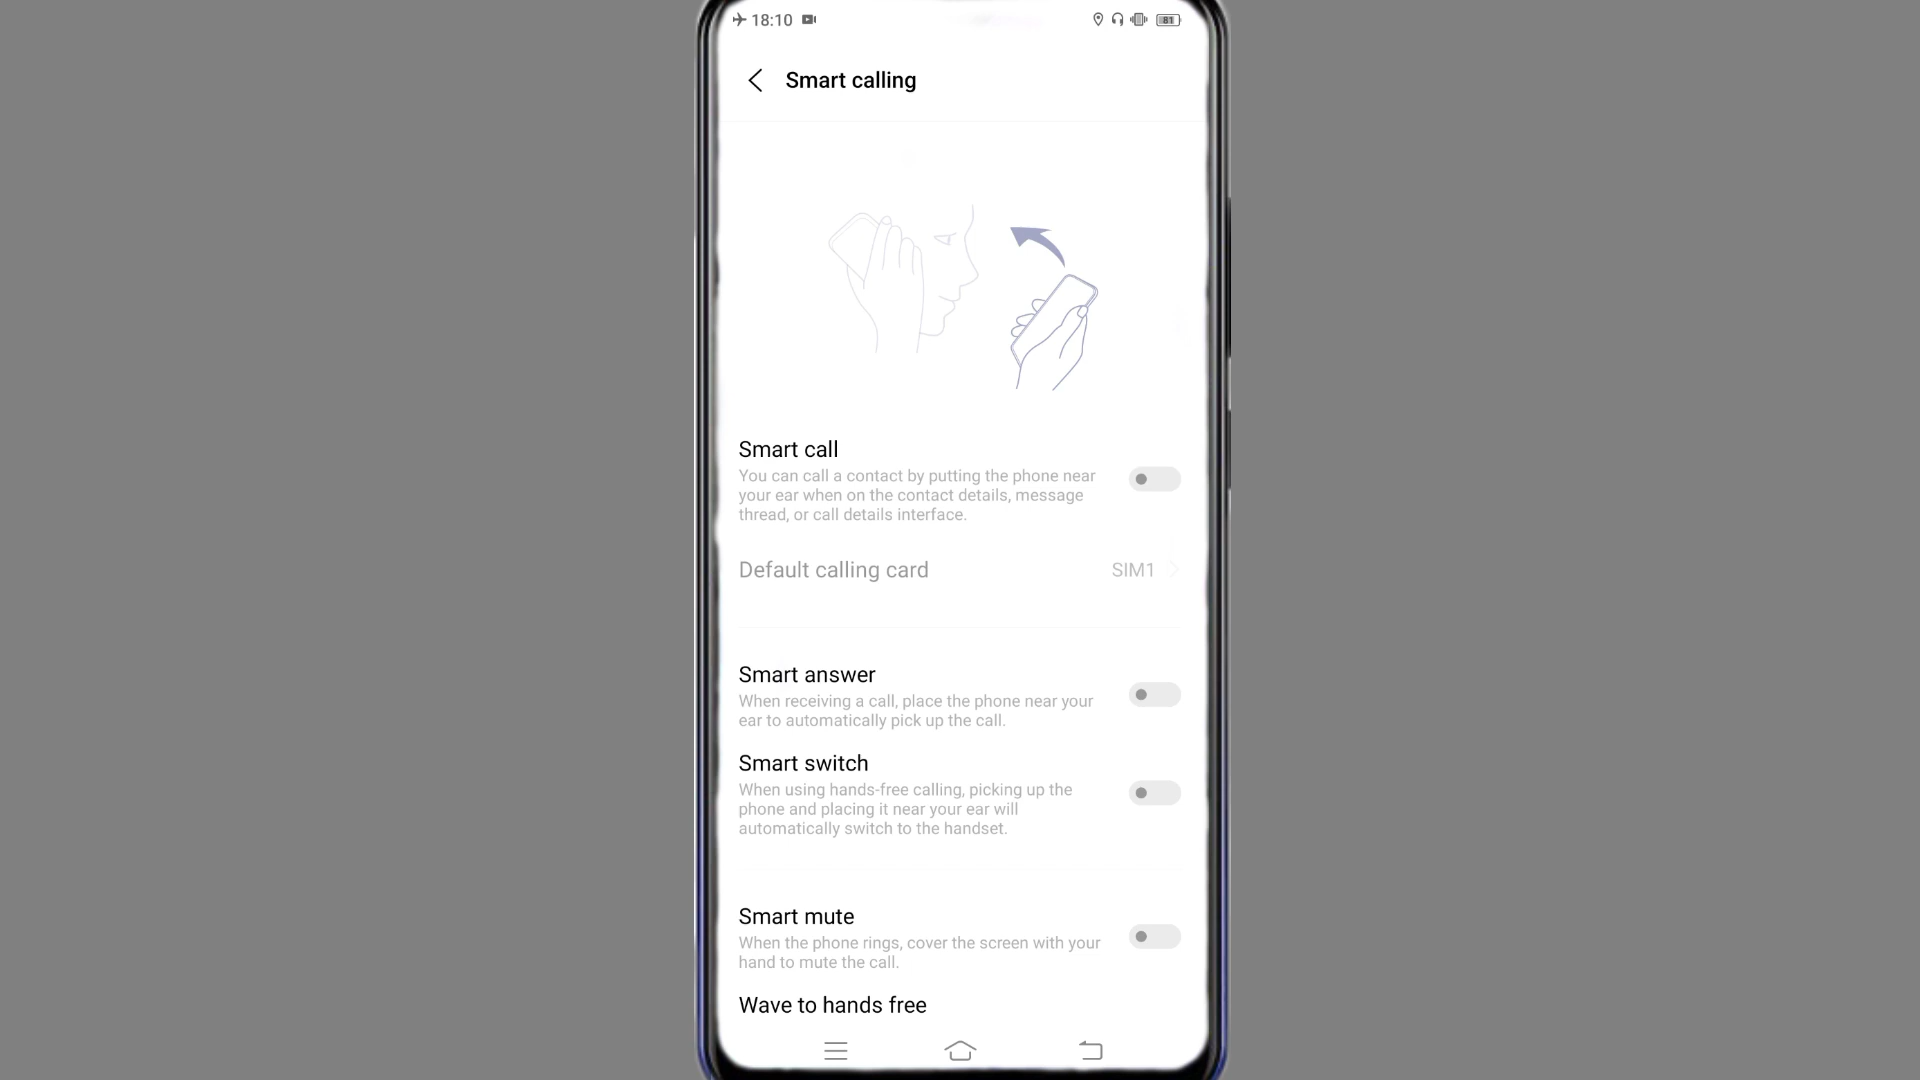 18:10
81
Smart calling
Smart call
You can call a contact by putting the phone near
your ear when on the contact details, message
thread, or call details interface.
Default calling card SIM1
Smart answer
When receiving a call, place the phone near your
ear to automatically pick up the call.
Smart switch
When using hands-free calling, picking up the
phone and placing it near your ear will
automatically switch to the handset.
Smart mute
When the phone rings, cover the screen with your
hand to mute the call.
Wave to hands free